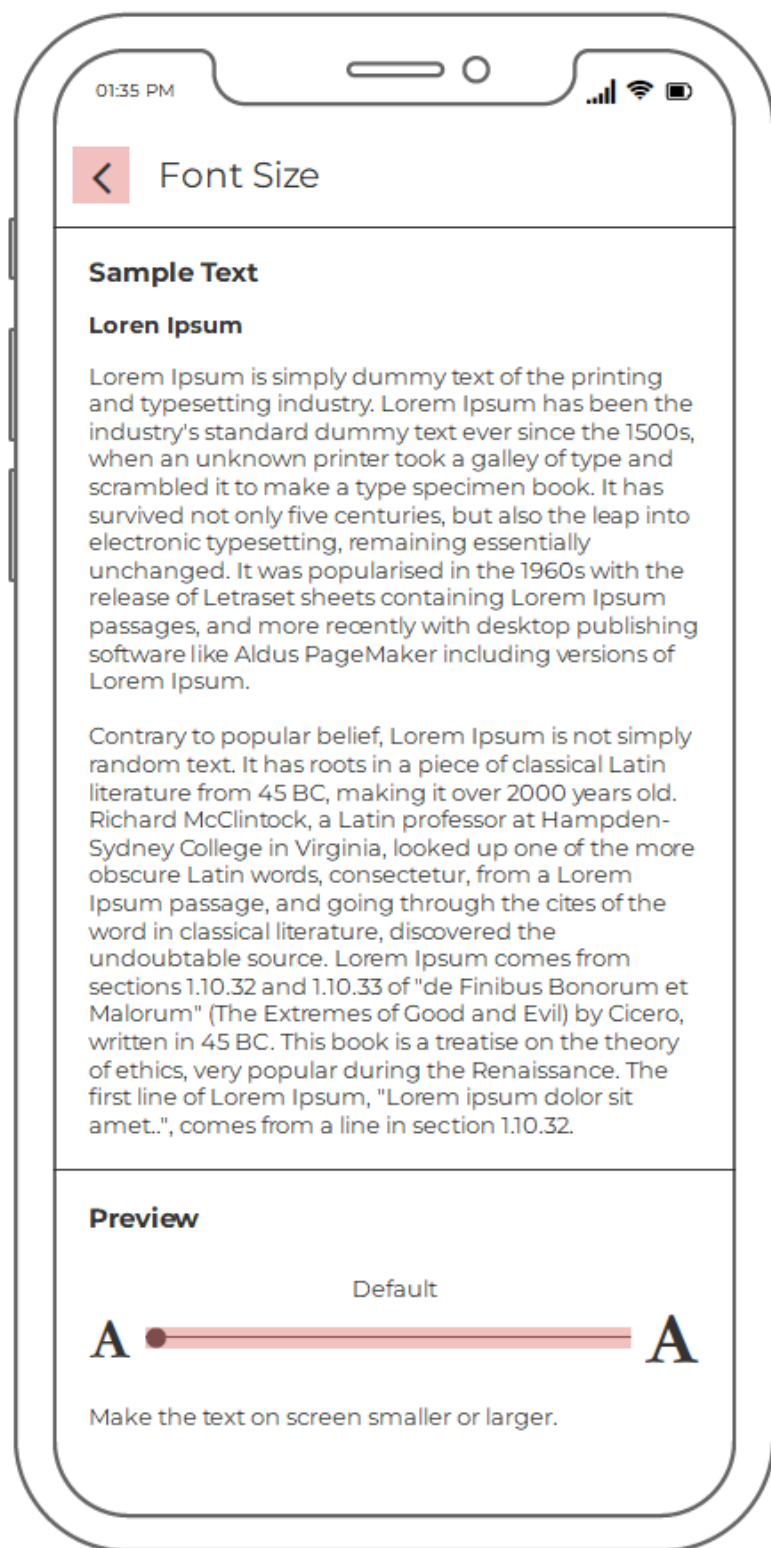 01:35 PM
Font Size
Sample Text
Loren Ipsum
Lorem Ipsum is simply dummy text of the printing
and typesetting industry. Lorem Ipsum has been the
industry's standard dummy text ever since the 1500s,
when an unknown printer took a galley of type and
scrambled it to make a type specimen book. It has
survived not only five centuries, but also the leap into
electronic typesetting, remaining essentially
unchanged. It was popularised in the 1960s with the
release of Letraset sheets containing Lorem Ipsum
passages, and more recently with desktop publishing
software like Aldus PageMaker including versions of
Lorem Ipsum.
Contrary to popular belief, Lorem Ipsum is not simply
random text. It has roots in a piece of classical Latin
literature from 45 BC, making it over 2000 years old.
Richard McClintock, a Latin professor at Hampden-
Sydney College in Virginia, looked up one of the more
obscure Latin words, consectetur, from a Lorem
Ipsum passage, and going through the cites of the
word in classical literature, discovered the
undoubtable source. Lorem Ipsum comes from
sections 1.10.32 and 1.10.33 of "de Finibus Bonorum et
Malorum" (The Extremes of Good and Evil) by Cicero,
written in 45 BC. This book is a treatise on the theory
of ethics, very popular during the Renaissance. The
first line of Lorem Ipsum, "Lorem ipsum dolor sit
amet..", comes from a line in section 1.10.32.
Preview
Default
A A
Make the text on screen smaller or larger.